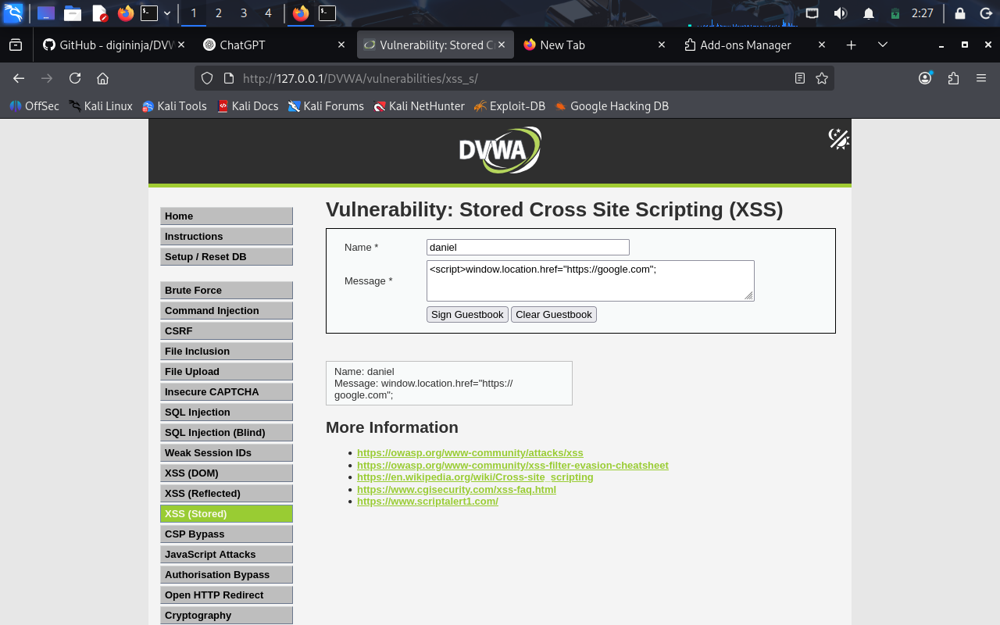 1 2 3 4 2:27
GitHub - digininja/DVW ChatGPT Vulnerability: Stored C New Tab Add-ons Manager
http://127.0.0.1/DVWA/vulnerabilities/xss_s/
OffSec Kali Linux Kali Tools Kali Docs Kali Forums Kali NetHunter Exploit-DB Google Hacking DB
DVWA
Home
Instructions
Setup / Reset DB
Brute Force
Command Injection
CSRF
File Inclusion
File Upload
Insecure CAPTCHA
SQL Injection
SQL Injection (Blind)
Weak Session IDs
XSS (DOM)
XSS (Reflected)
XSS (Stored)
CSP Bypass
JavaScript Attacks
Authorisation Bypass
Open HTTP Redirect
Cryptography
Vulnerability: Stored Cross Site Scripting (XSS)
Name * daniel
Message * <script>window.location.href="https://google.com";
Sign Guestbook Clear Guestbook
Name: daniel
Message: window.location.href="https://
google.com";
More Information
• https://owasp.org/www-community/attacks/xss
• https://owasp.org/www-community/xss-filter-evasion-cheatsheet
• https://en.wikipedia.org/wiki/Cross-site_scripting
• https://www.cgisecurity.com/xss-faq.html
• https://www.scriptalert1.com/